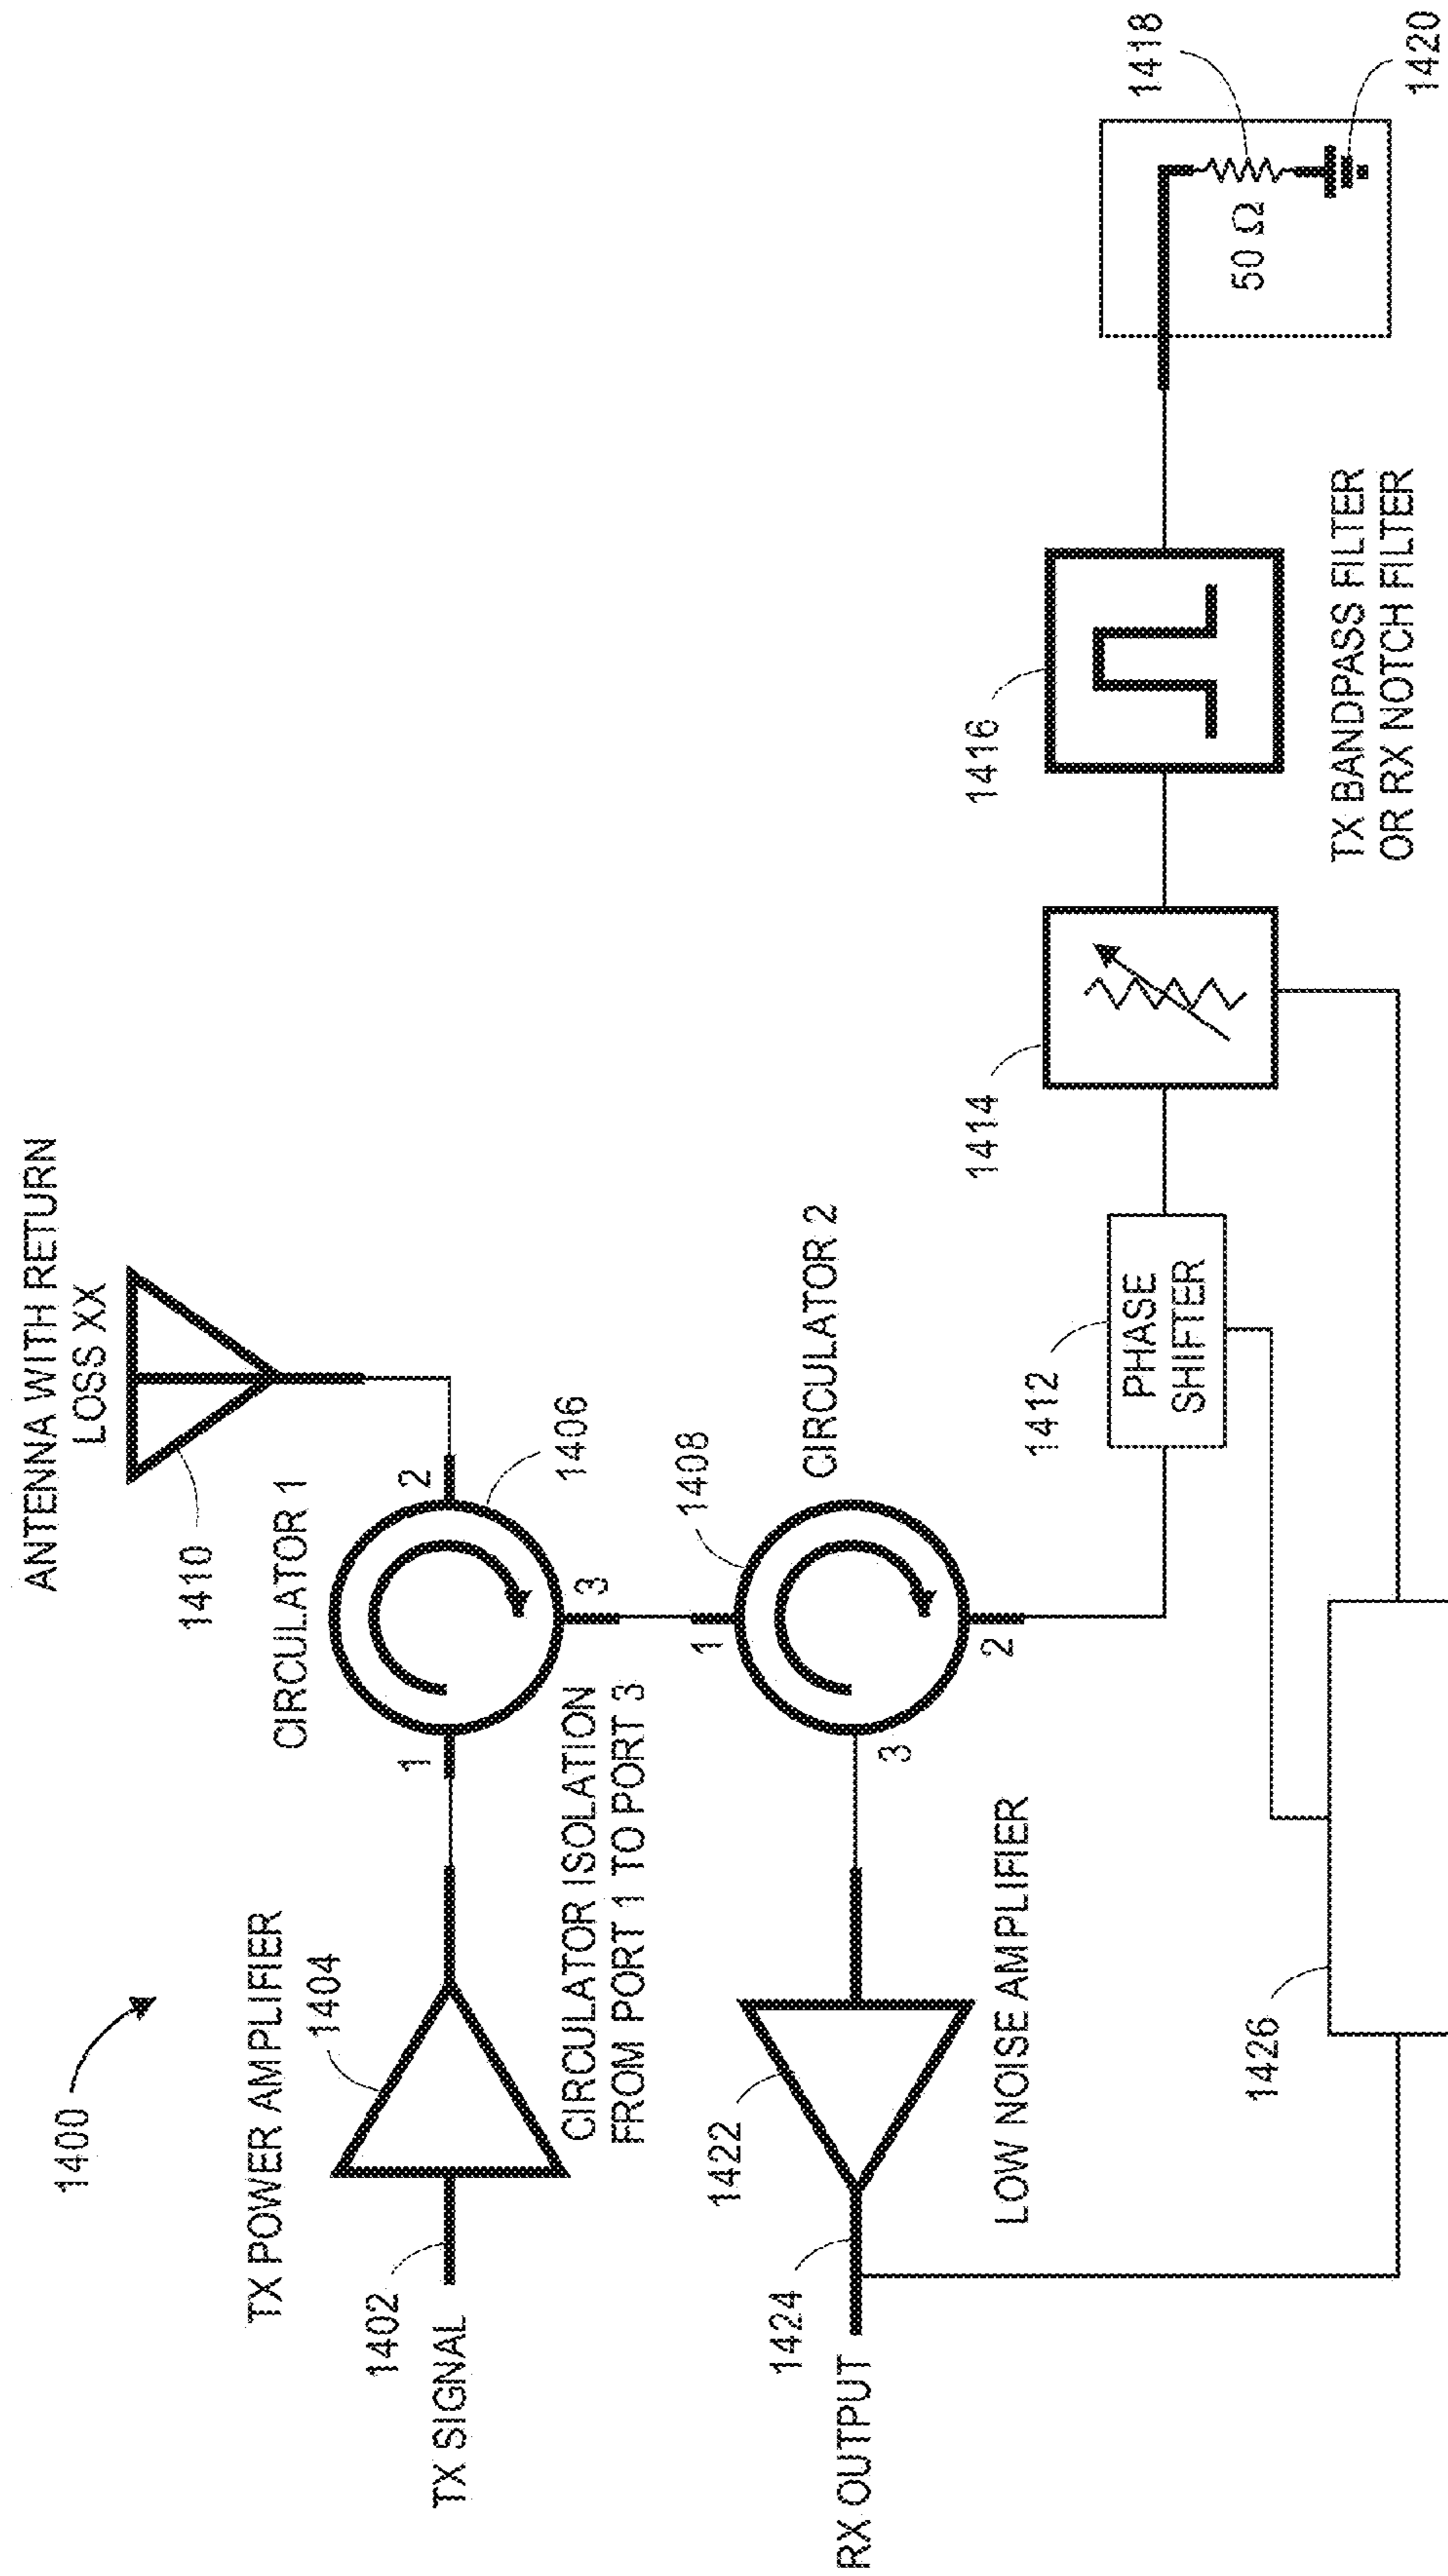 1400
ANTENNA WITH RETURN
LOSS XX
1410
TX POWER AMPLIFIER
1404
CIRCULATOR 1
1
2
3
1406
1402
TX SIGNAL
CIRCULATOR ISOLATION
FROM PORT 1 TO PORT 3
1408
CIRCULATOR 2
1
2
3
1422
1424
RX OUTPUT
LOW NOISE AMPLIFIER
1412
PHASE
SHIFTER
1414
1416
TX BANDPASS FILTER
OR RX NOTCH FILTER
1418
50 Ω
1420
1426